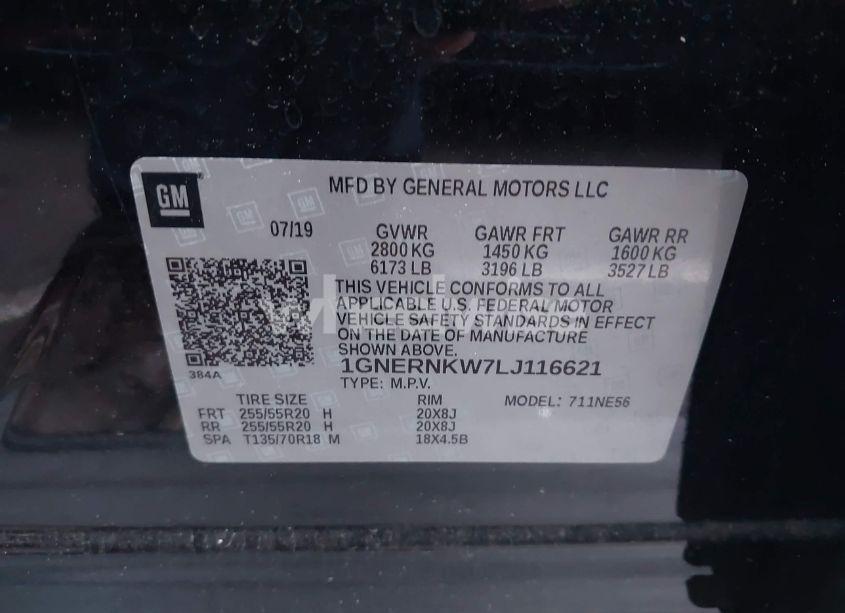 GM
MFD BY GENERAL MOTORS LLC
07/19 GVWR GAWR FRT GAWR RR
2800 KG 1450 KG 1600 KG
6173 LB 3196 LB 3527 LB
THIS VEHICLE CONFORMS TO ALL
APPLICABLE U.S. FEDERAL MOTOR
VEHICLE SAFETY STANDARDS IN EFFECT
ON THE DATE OF MANUFACTURE
SHOWN ABOVE.
384A
1GNERNKW7LJ116621
TYPE: M.P.V.
TIRE SIZE RIM MODEL: 711NE56
FRT 255/55R20 H 20X8J
RR 255/55R20 H 20X8J
SPA T135/70R18 M 18X4.5B